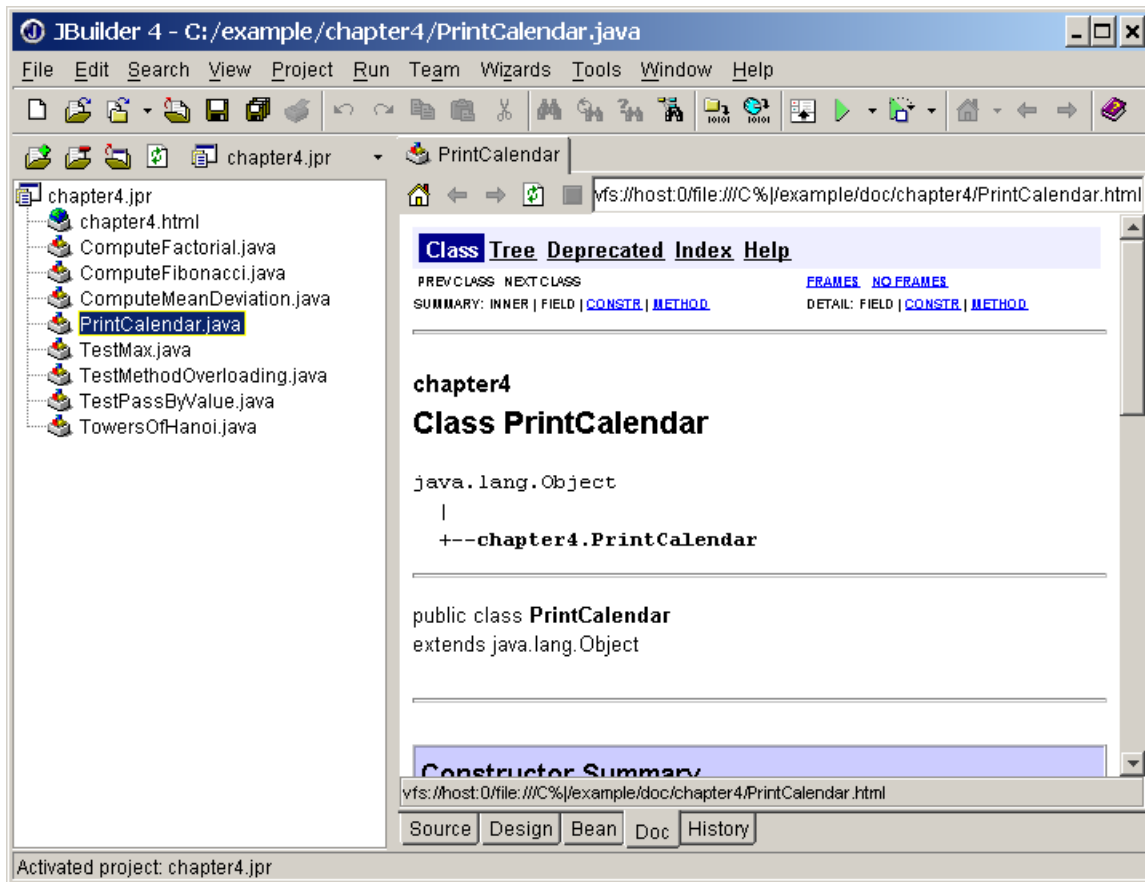 JBuilder 4 - C:/example/chapter4/PrintCalendar.java
File Edit Search View Project Run Team Wizards Tools Window Help
chapter4.jpr
PrintCalendar
vfs://host:0/file:///C%|/example/doc/chapter4/PrintCalendar.html
chapter4.jpr
chapter4.html
ComputeFactorial.java
ComputeFibonacci.java
ComputeMeanDeviation.java
PrintCalendar.java
TestMax.java
TestMethodOverloading.java
TestPassByValue.java
TowersOfHanoi.java
Class Tree Deprecated Index Help
PREV CLASS NEXT CLASS FRAMES NO FRAMES
SUMMARY: INNER | FIELD | CONSTR | METHOD DETAIL: FIELD | CONSTR | METHOD
chapter4
Class PrintCalendar
java.lang.Object
|
+--chapter4.PrintCalendar
public class PrintCalendar
extends java.lang.Object
Constructor Summary
vfs://host:0/file:///C%|/example/doc/chapter4/PrintCalendar.html
Source Design Bean Doc History
Activated project: chapter4.jpr